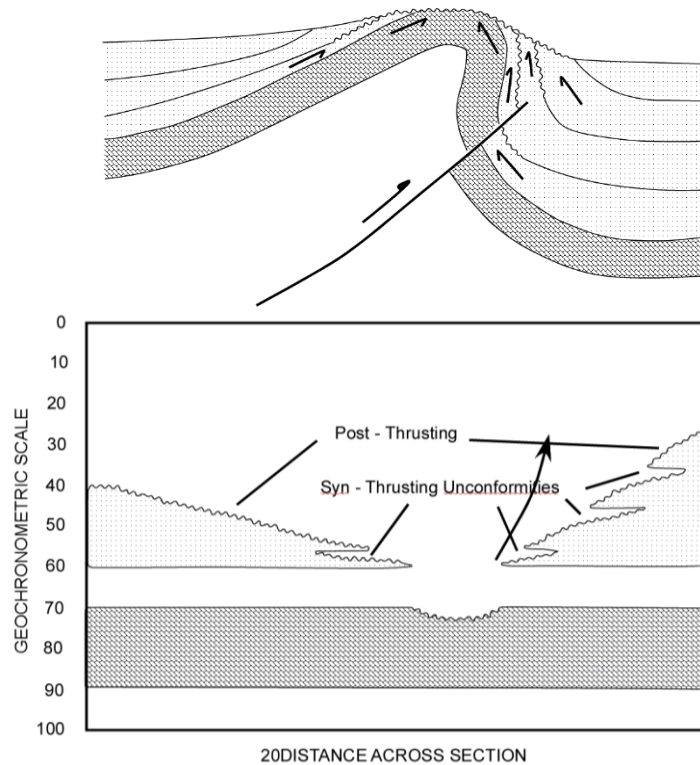 0
10
20
30
40
50
60
70
80
90
100
GEOCHRONOMETRIC SCALE
Post - Thrusting
Syn - Thrusting Unconformities
20DISTANCE ACROSS SECTION